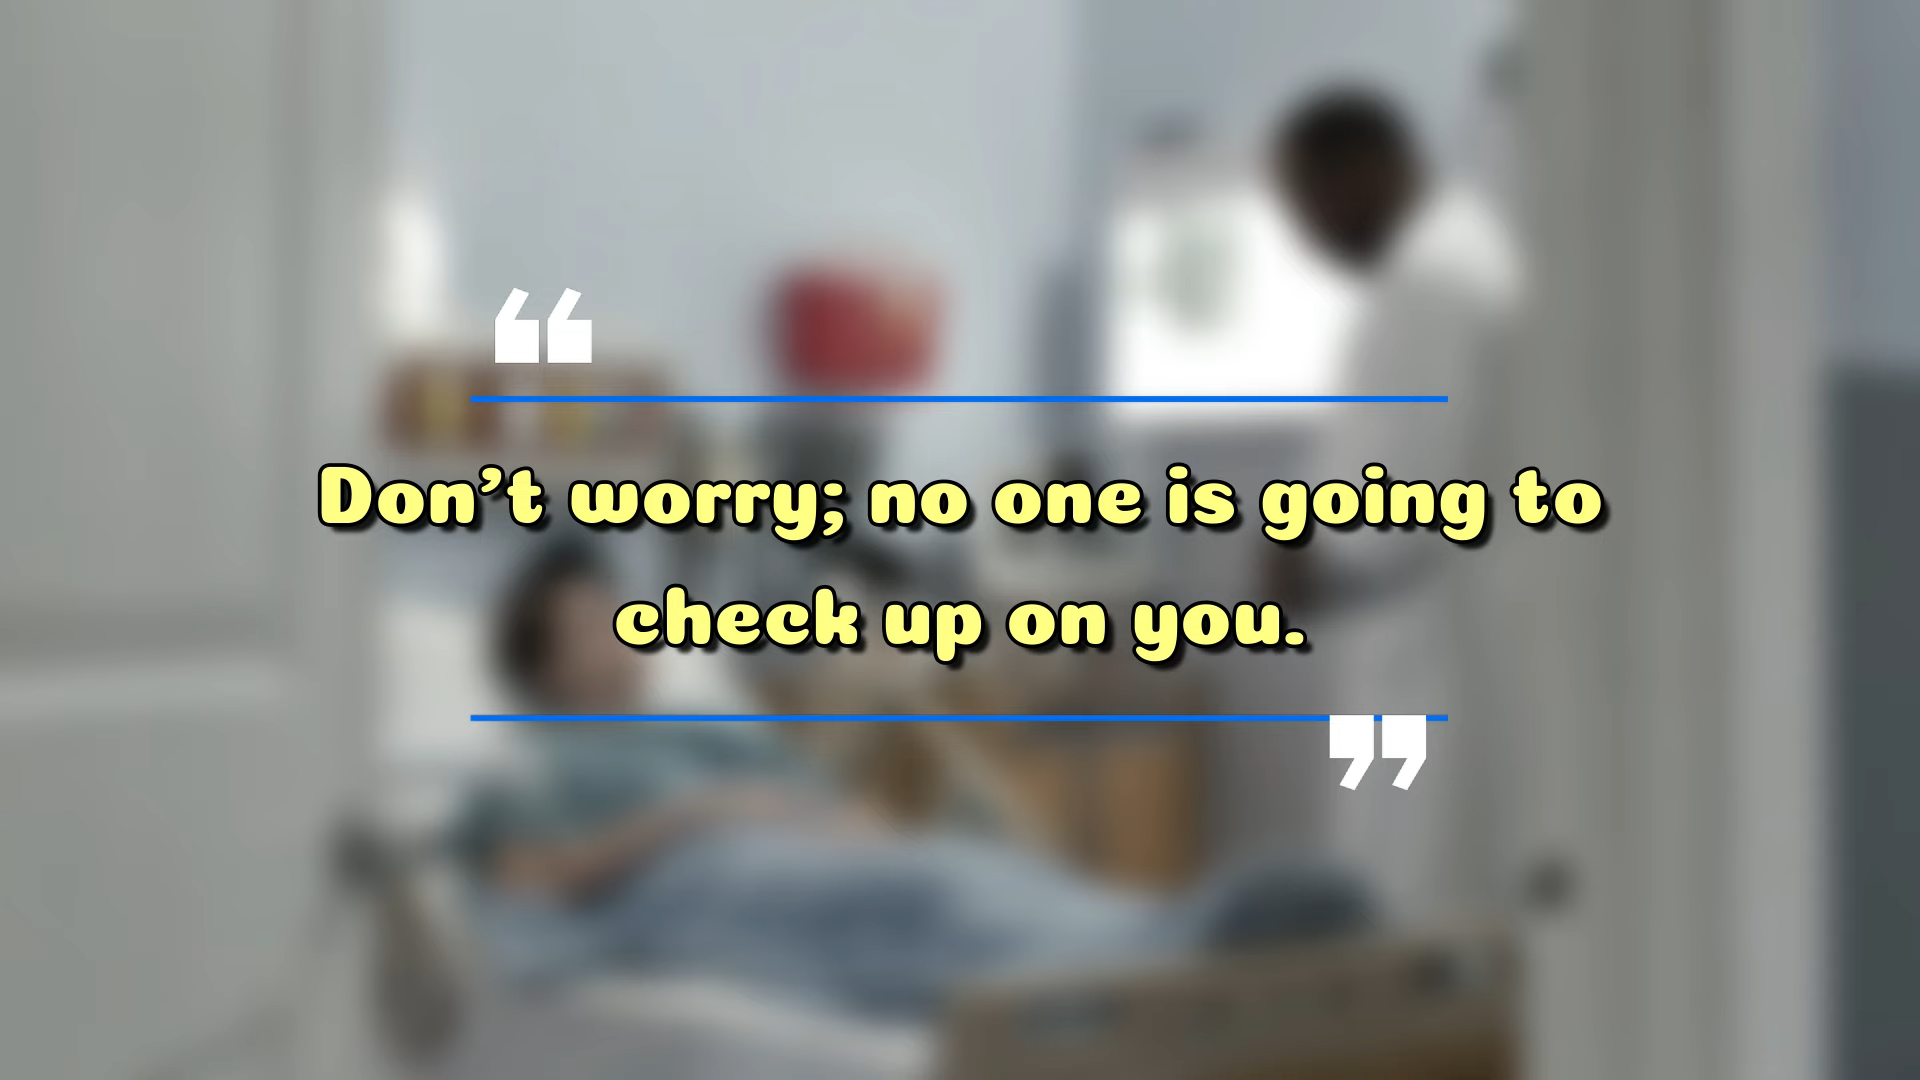 “
Don’t worry; no one is going to
check up on you.
”